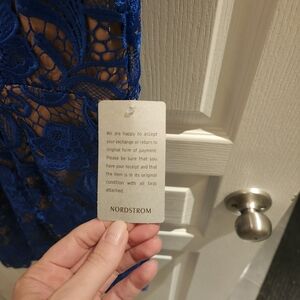 We are happy to accept
your exchange or return to
original form of payment.
Please be sure that you
have your receipt and that
the item is in its original
condition with all tags
attached.
NORDSTROM